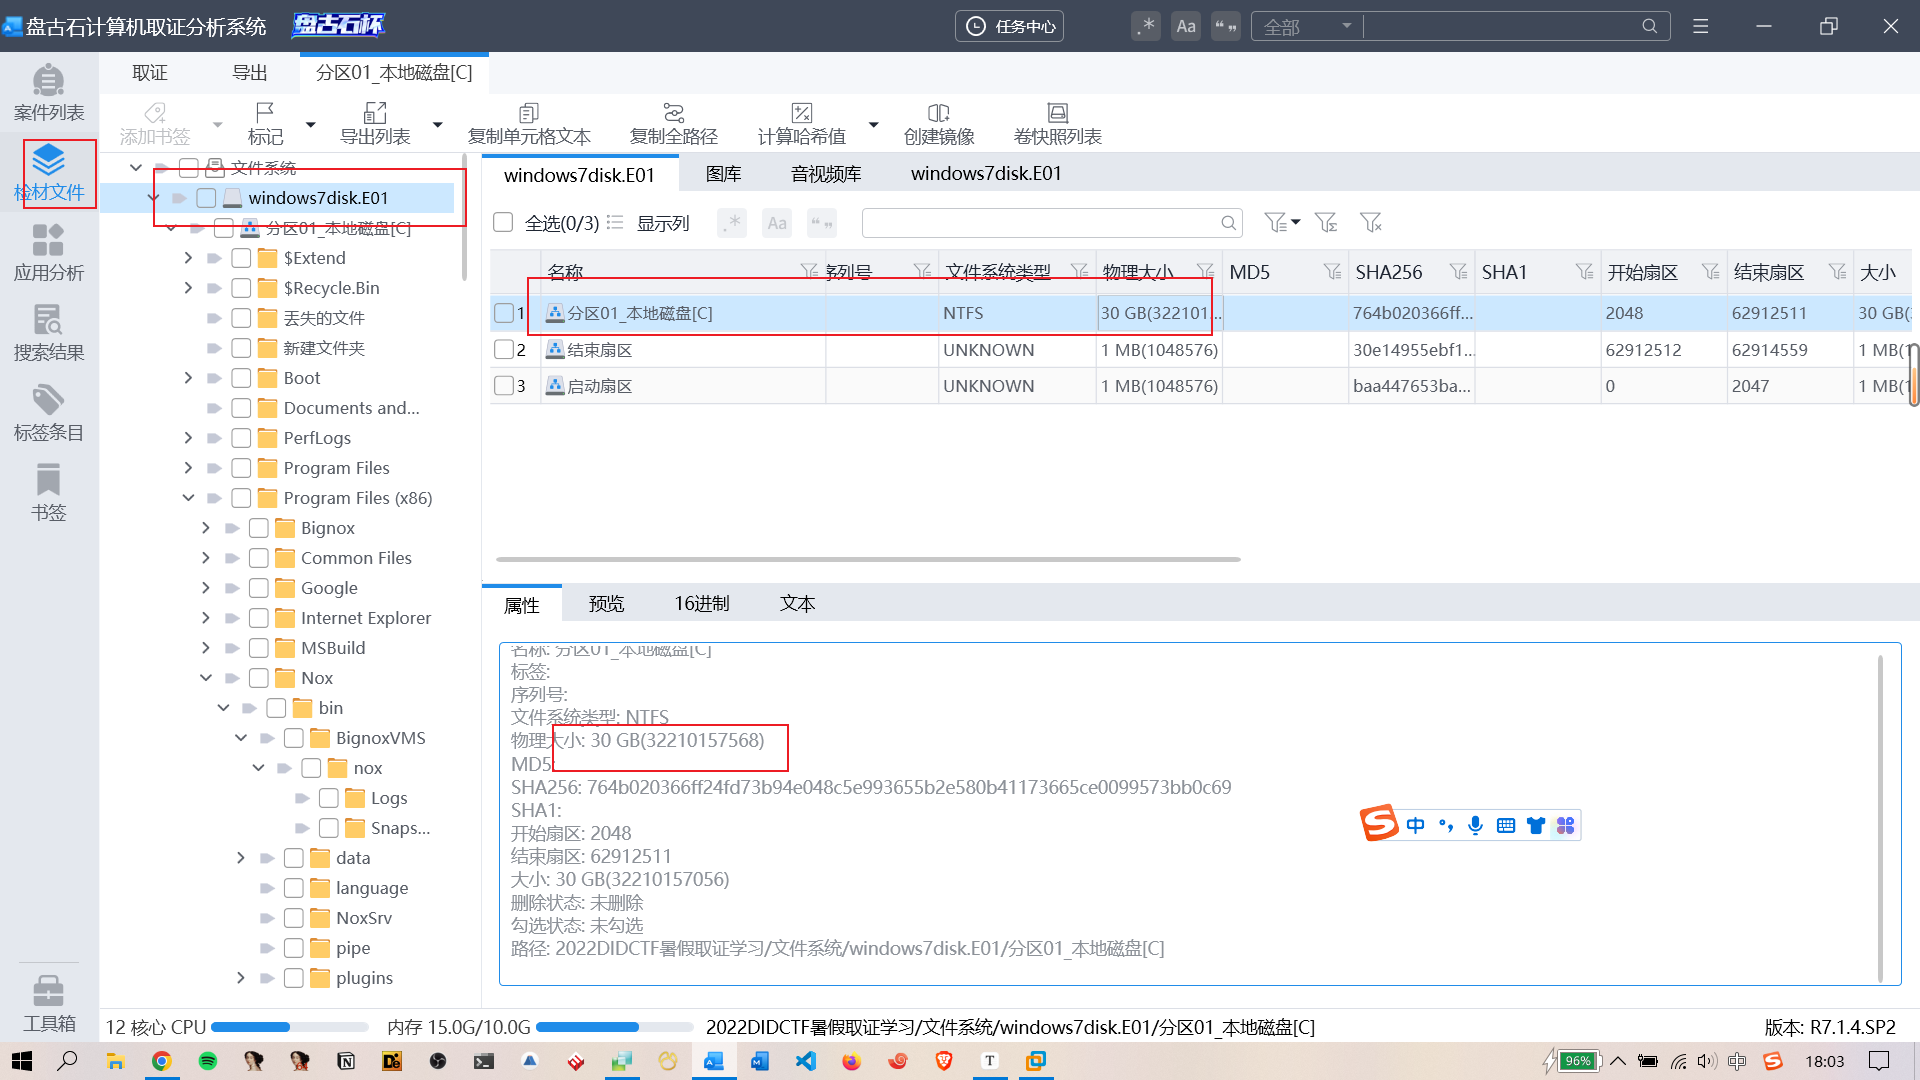 盘古石计算机取证分析系统
盘古石杯
任务中心
.*
Aa
全部
案件列表
检材文件
应用分析
搜索结果
标签条目
书签
工具箱
取证
导出
分区01_本地磁盘[C]
添加书签
标记
导出列表
复制单元格文本
复制全路径
计算哈希值
创建镜像
卷快照列表
文件系统
windows7disk.E01
分区01_本地磁盘[C]
$Extend
$Recycle.Bin
丢失的文件
新建文件夹
Boot
Documents and...
PerfLogs
Program Files
Program Files (x86)
Bignox
Common Files
Google
Internet Explorer
MSBuild
Nox
bin
BignoxVMS
nox
Logs
Snaps...
data
language
NoxSrv
pipe
plugins
windows7disk.E01
图库
音视频库
windows7disk.E01
全选(0/3)
显示列
.*
Aa
名称 序列号 文件系统类型 物理大小 MD5 SHA256 SHA1 开始扇区 结束扇区 大小
1 分区01_本地磁盘[C] NTFS 30 GB(322101... 764b020366ff... 2048 62912511 30 GB(
2 结束扇区 UNKNOWN 1 MB(1048576) 30e14955ebf1... 62912512 62914559 1 MB(1
3 启动扇区 UNKNOWN 1 MB(1048576) baa447653ba... 0 2047 1 MB(1
属性
预览
16进制
文本
名称: 分区01_本地磁盘[C]
标签:
序列号:
文件系统类型: NTFS
物理大小: 30 GB(32210157568)
MD5:
SHA256: 764b020366ff24fd73b94e048c5e993655b2e580b41173665ce0099573bb0c69
SHA1:
开始扇区: 2048
结束扇区: 62912511
大小: 30 GB(32210157056)
删除状态: 未删除
勾选状态: 未勾选
路径: 2022DIDCTF暑假取证学习/文件系统/windows7disk.E01/分区01_本地磁盘[C]
中
12 核心 CPU
内存 15.0G/10.0G
2022DIDCTF暑假取证学习/文件系统/windows7disk.E01/分区01_本地磁盘[C]
版本: R7.1.4.SP2
96%
18:03